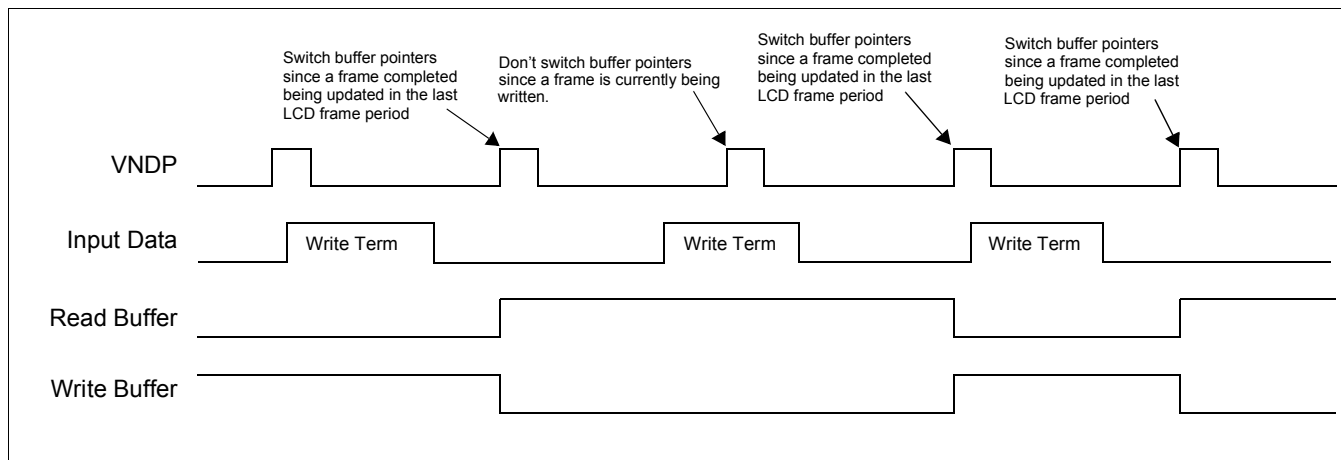 Switch buffer pointers
since a frame completed
being updated in the last
LCD frame period
Don't switch buffer pointers
since a frame is currently being
written.
Switch buffer pointers
since a frame completed
being updated in the last
LCD frame period
Switch buffer pointers
since a frame completed
being updated in the last
LCD frame period
VNDP
Input Data
Write Term
Write Term
Write Term
Read Buffer
Write Buffer